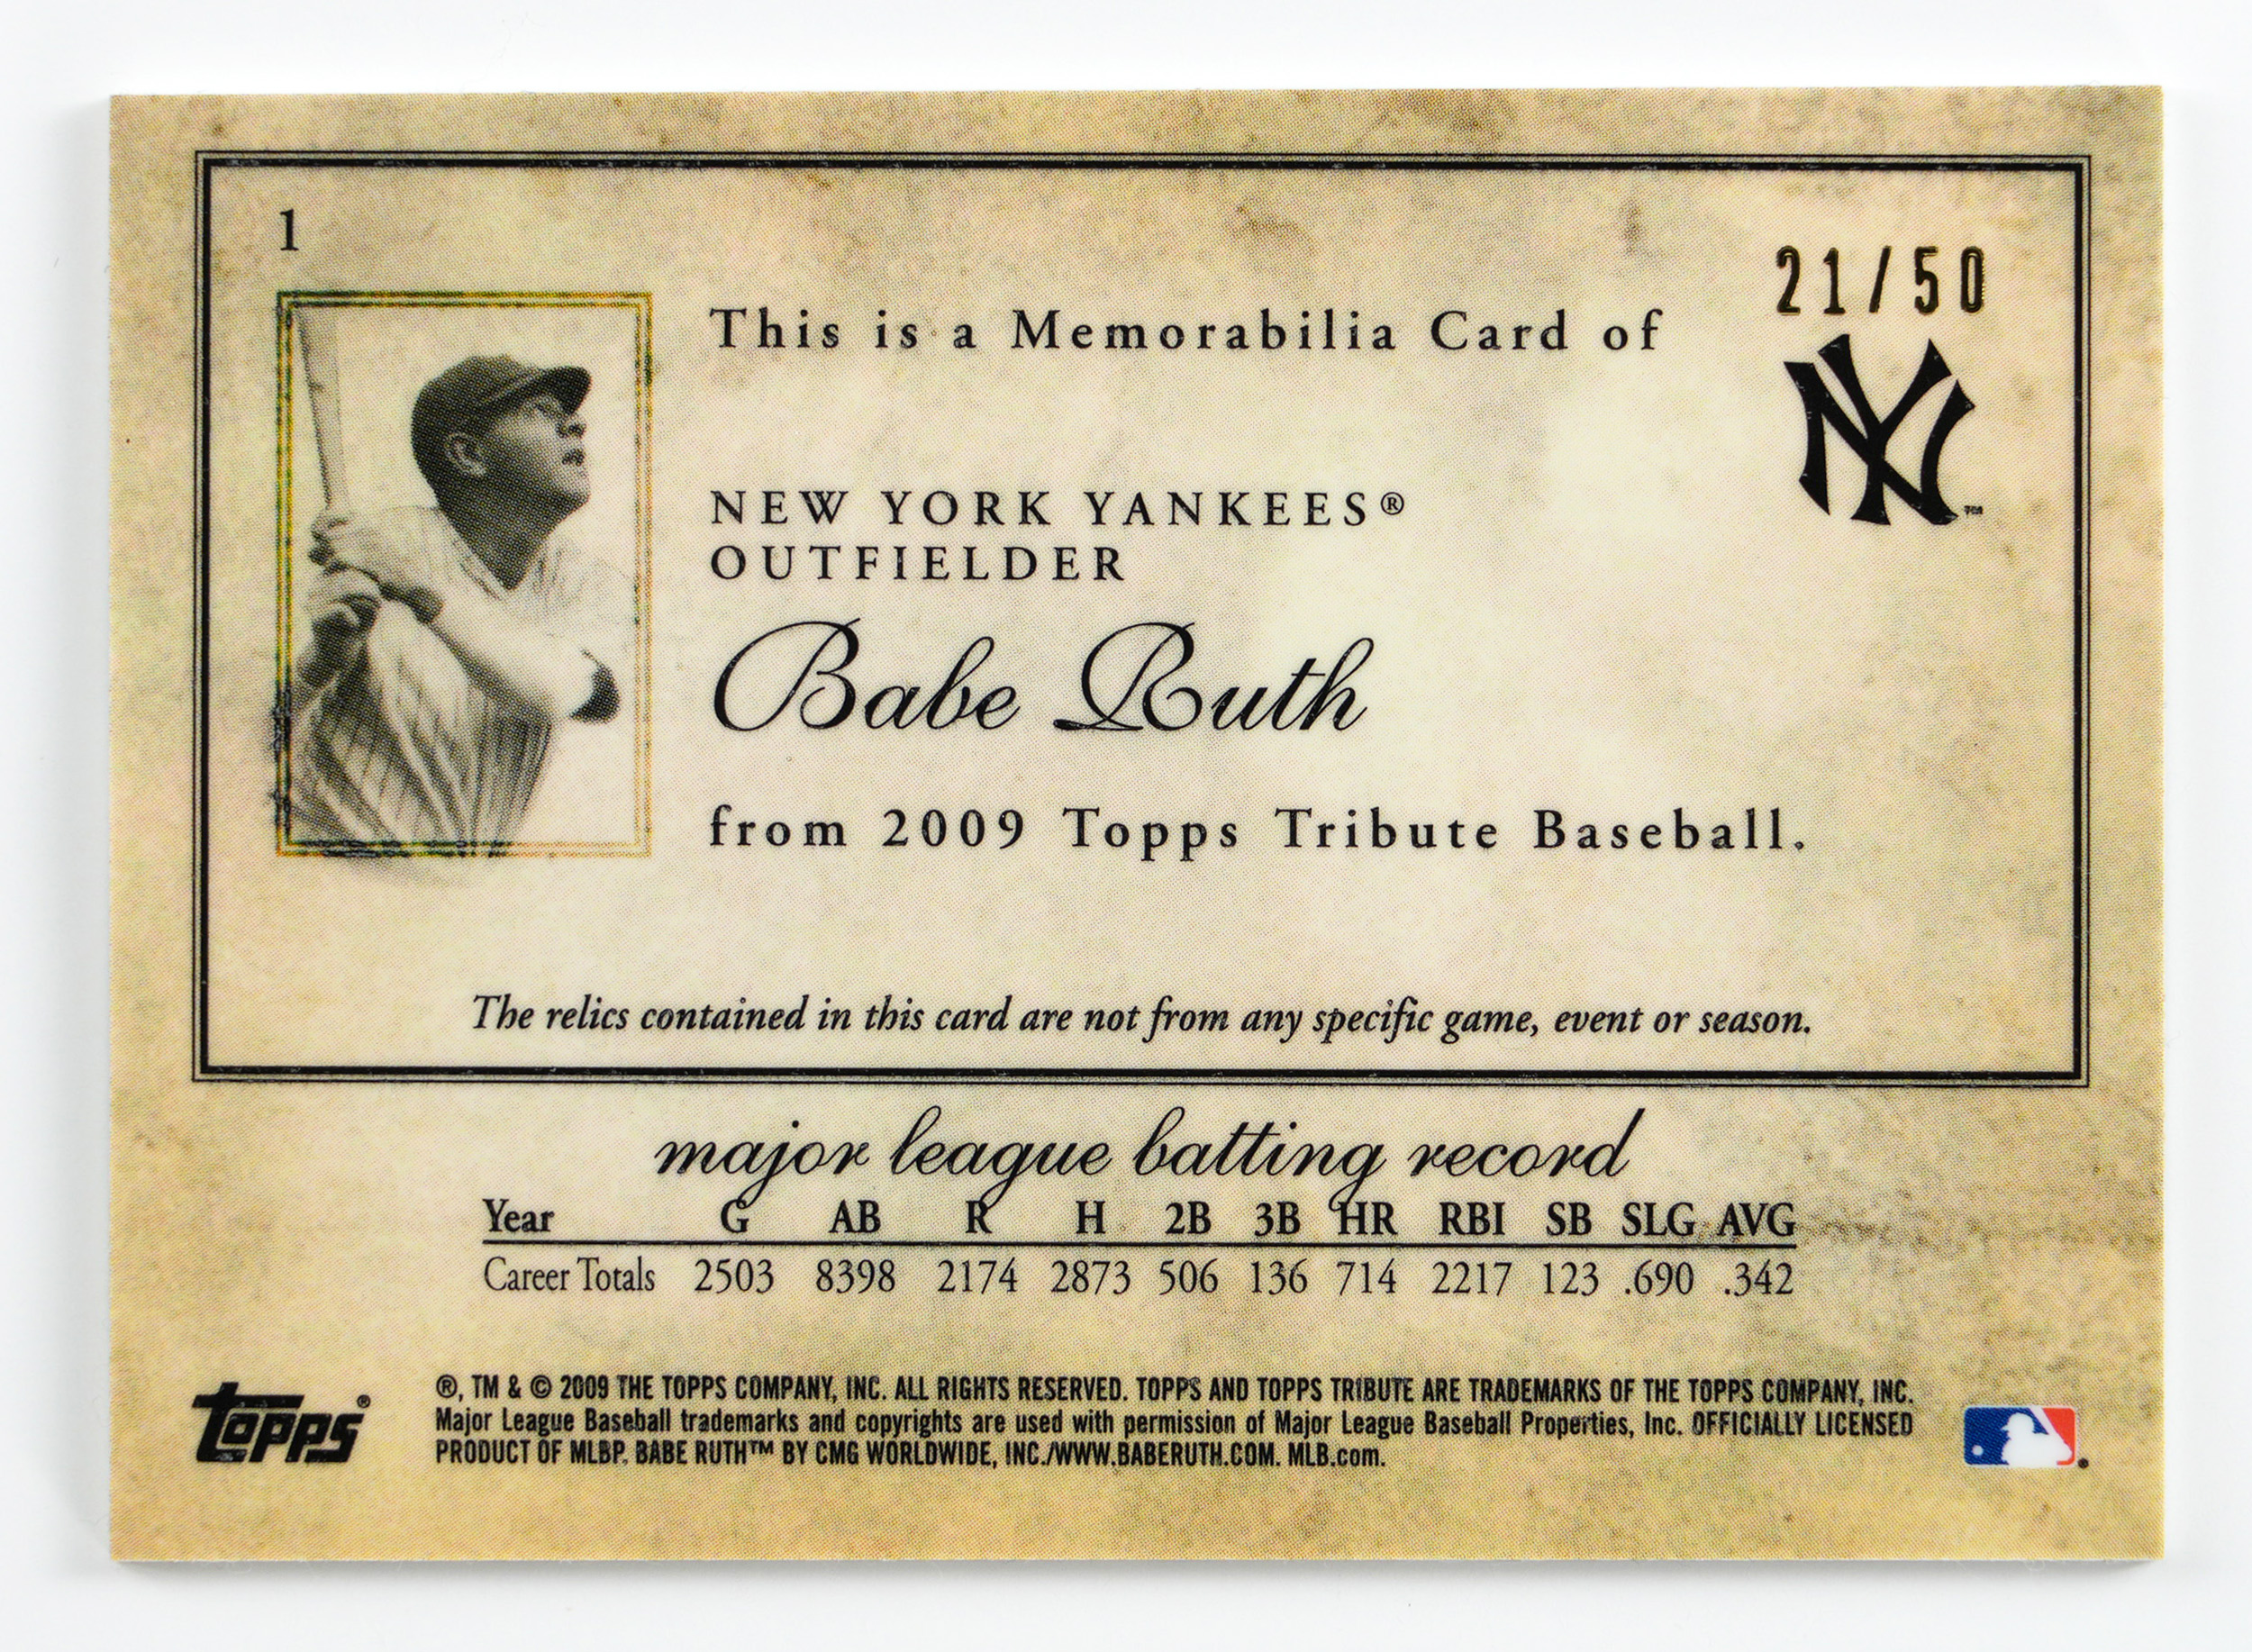 1
21/50
This is a Memorabilia Card of
NY™
NEW YORK YANKEES®
OUTFIELDER
Babe Ruth
from 2009 Topps Tribute Baseball.
The relics contained in this card are not from any specific game, event or season.
major league batting record
Year G AB R H 2B 3B HR RBI SB SLG AVG
Career Totals 2503 8398 2174 2873 506 136 714 2217 123 .690 .342
topps®
®, TM & © 2009 THE TOPPS COMPANY, INC. ALL RIGHTS RESERVED. TOPPS AND TOPPS TRIBUTE ARE TRADEMARKS OF THE TOPPS COMPANY, INC.
Major League Baseball trademarks and copyrights are used with permission of Major League Baseball Properties, Inc. OFFICIALLY LICENSED
PRODUCT OF MLBP. BABE RUTH™ BY CMG WORLDWIDE, INC./WWW.BABERUTH.COM. MLB.com.